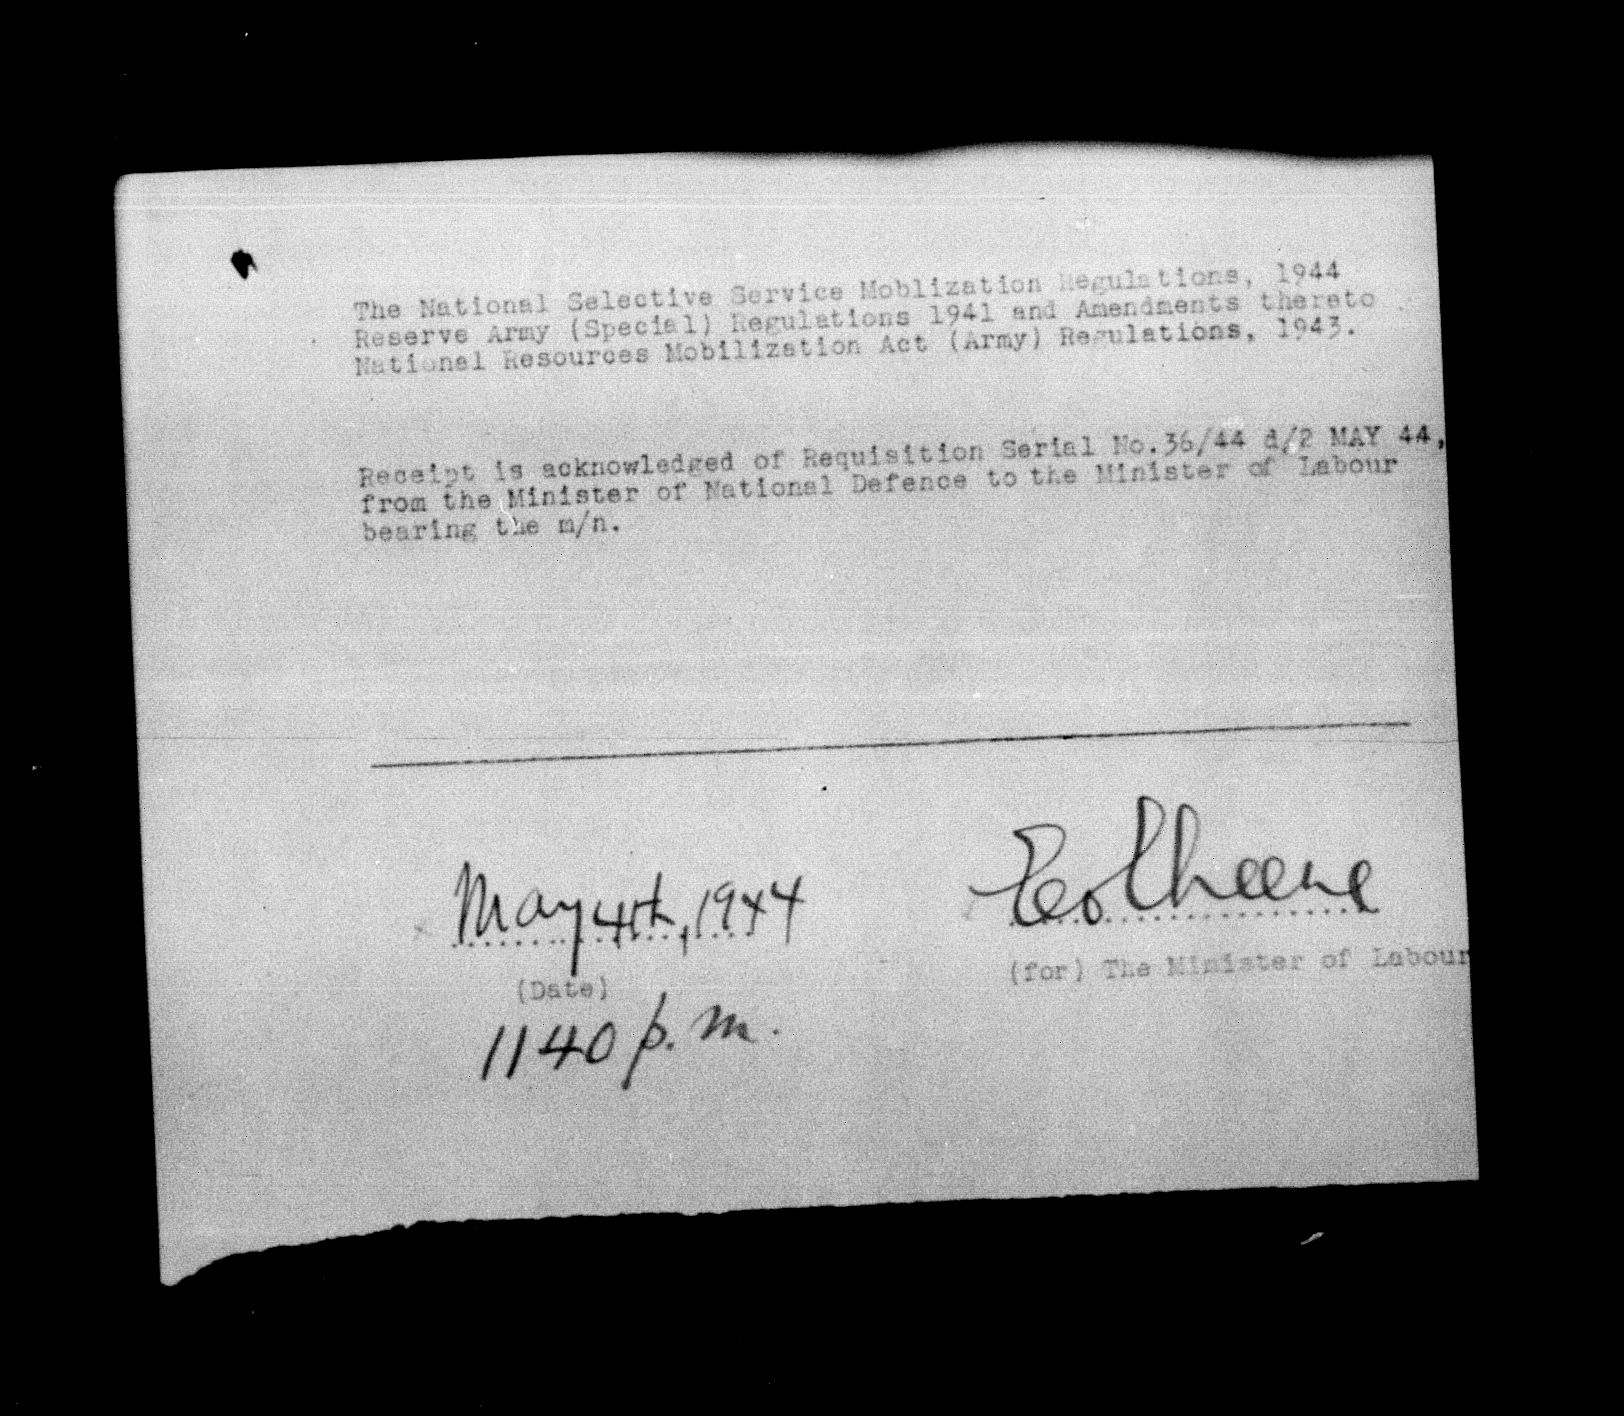 The National Selective Service Moblization Regulations, 1944
Reserve Army (Special) Regulations 1941 and Amendments thereto
National Resources Mobilization Act (Army) Regulations, 1943.
Receipt is acknowledged of Requisition Serial No.36/44 d/2 MAY 44,
from the Minister of National Defence to the Minister of Labour
bearing the m/n.
May 4th, 1944
(Date)
1140 p.m.
(for) The Minister of Labour